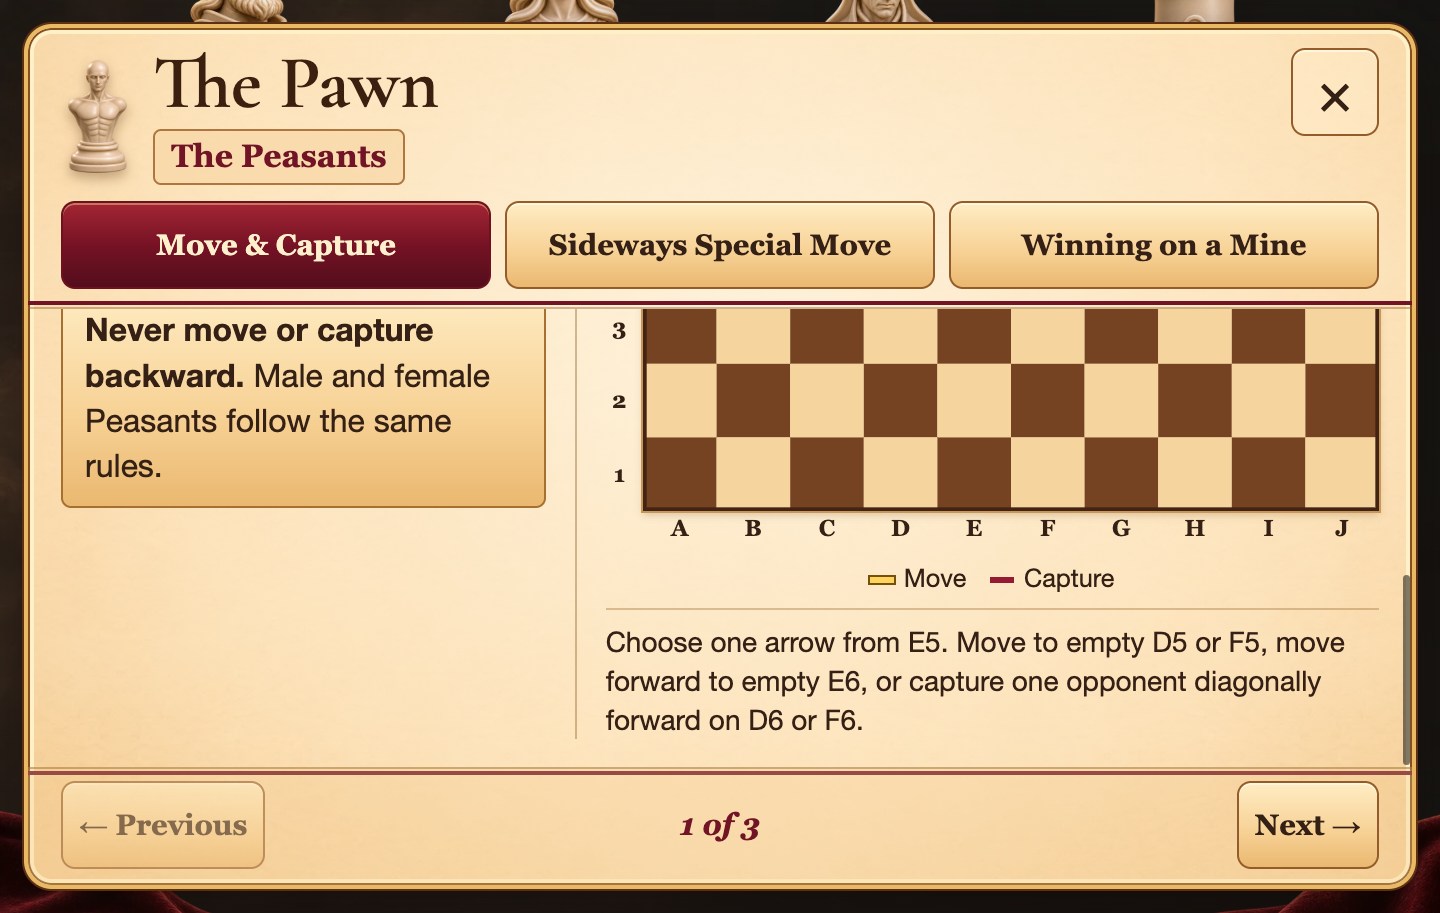 The Pawn
The Peasants
×
Move & Capture
Sideways Special Move
Winning on a Mine
Never move or capture
backward. Male and female
Peasants follow the same
rules.
3
2
1
A B C D E F G H I J
Move Capture
Choose one arrow from E5. Move to empty D5 or F5, move
forward to empty E6, or capture one opponent diagonally
forward on D6 or F6.
← Previous
1 of 3
Next →